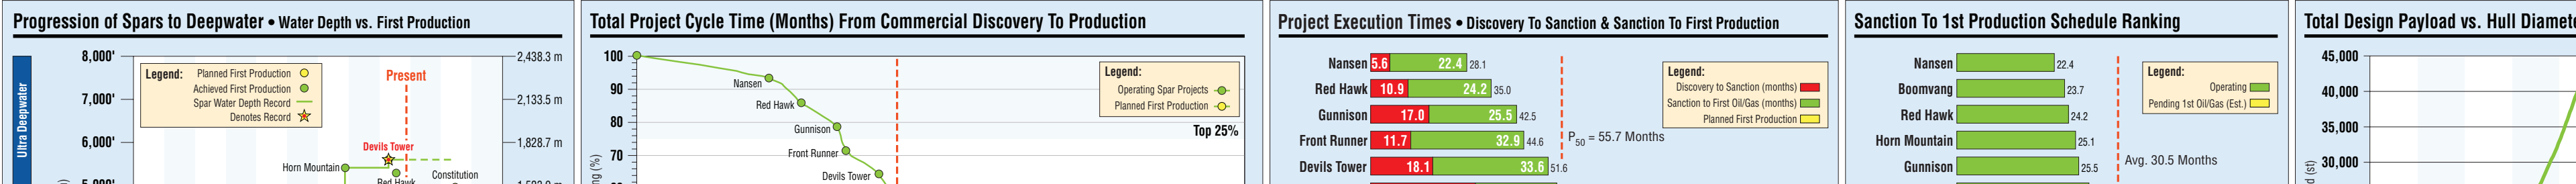 Progression of Spars to Deepwater • Water Depth vs. First Production
Ultra Deepwater
8,000'
7,000'
6,000'
2,438.3 m
2,133.5 m
1,828.7 m
Legend:
Planned First Production
Achieved First Production
Spar Water Depth Record
Denotes Record
Present
Devils Tower
Horn Mountain
Red Hawk
Constitution
Total Project Cycle Time (Months) From Commercial Discovery To Production
100
90
80
70
Nansen
Red Hawk
Gunnison
Front Runner
Devils Tower
Legend:
Operating Spar Projects
Planned First Production
Top 25%
Project Execution Times • Discovery To Sanction & Sanction To First Production
Nansen 5.6 22.4 28.1
Red Hawk 10.9 24.2 35.0
Gunnison 17.0 25.5 42.5
Front Runner 11.7 32.9 44.6
Devils Tower 18.1 33.6 51.6
P50 = 55.7 Months
Legend:
Discovery to Sanction (months)
Sanction to First Oil/Gas (months)
Planned First Production
Sanction To 1st Production Schedule Ranking
Nansen 22.4
Boomvang 23.7
Red Hawk 24.2
Horn Mountain 25.1
Gunnison 25.5
Avg. 30.5 Months
Legend:
Operating
Pending 1st Oil/Gas (Est.)
Total Design Payload vs. Hull
45,000
40,000
35,000
30,000
(st)